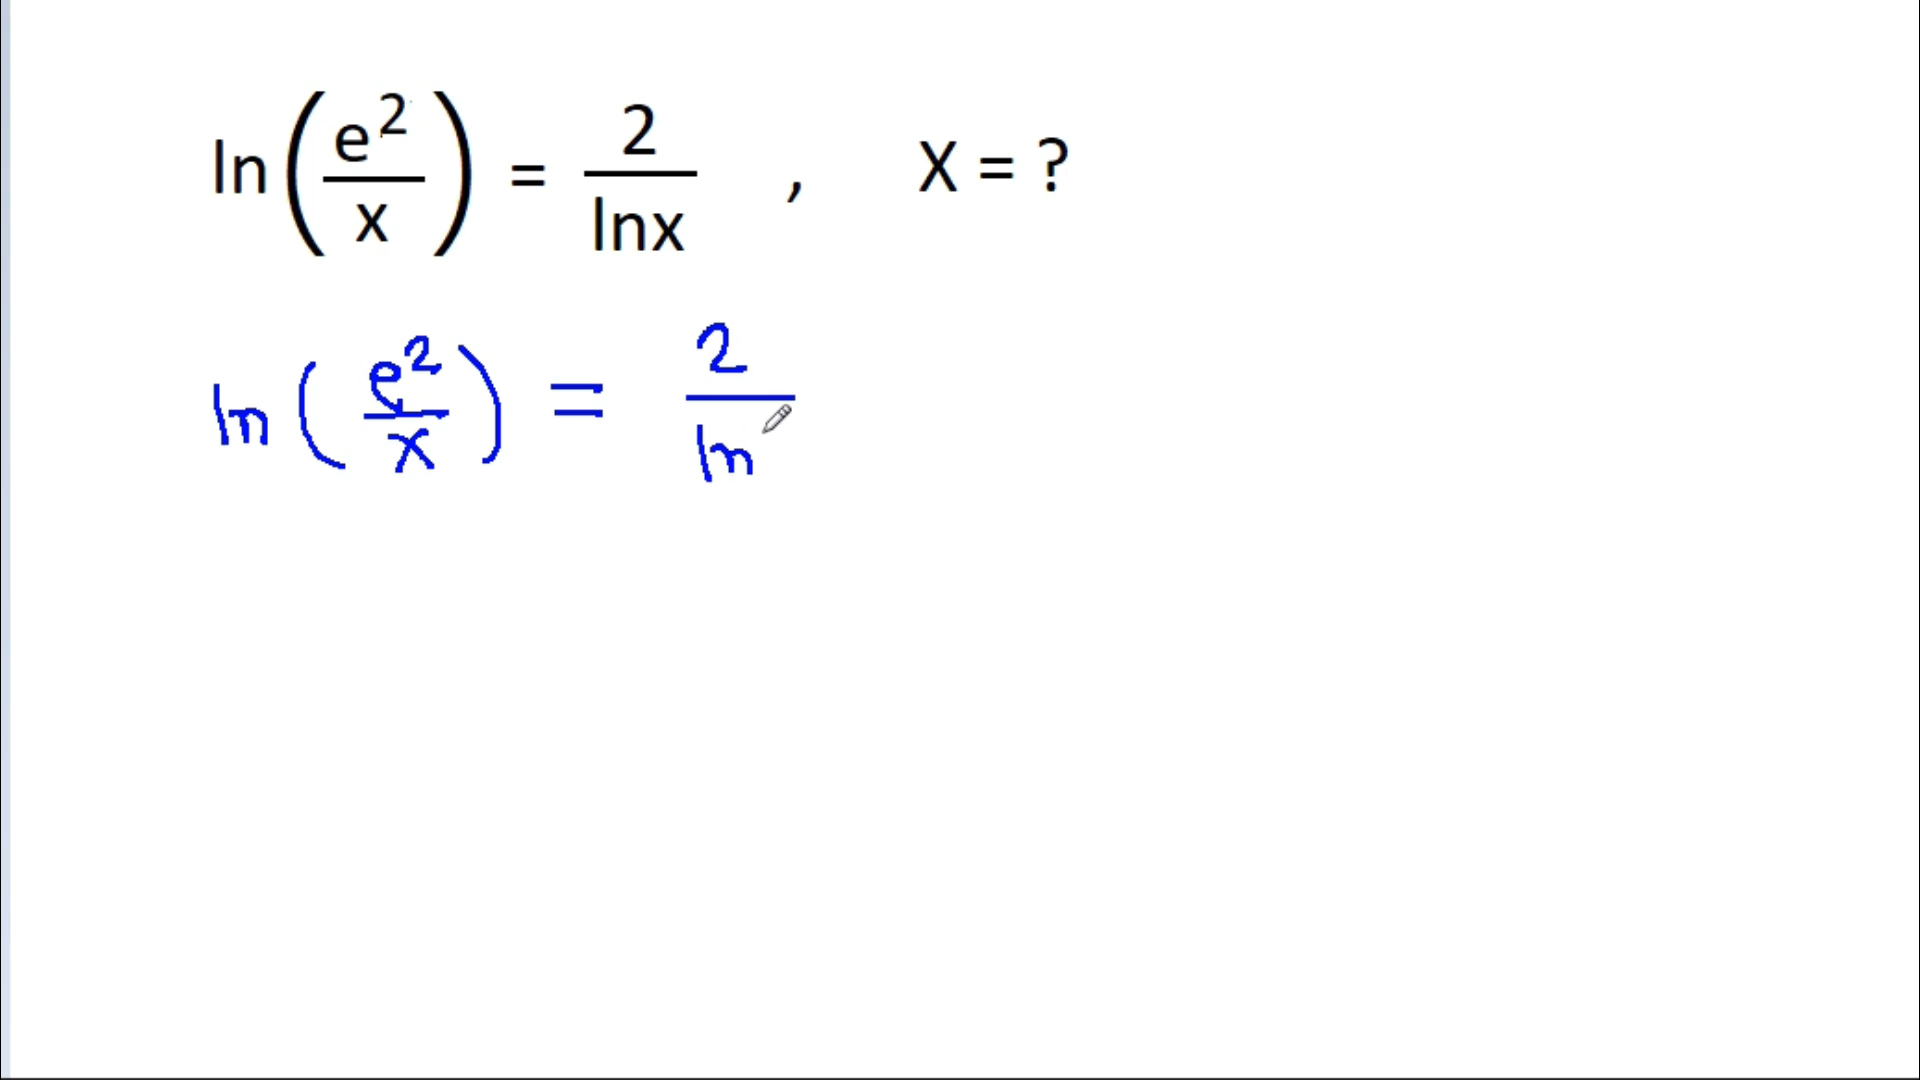 ln(e²/x) = 2/lnx , X = ?
ln(e²/x) = 2/ln